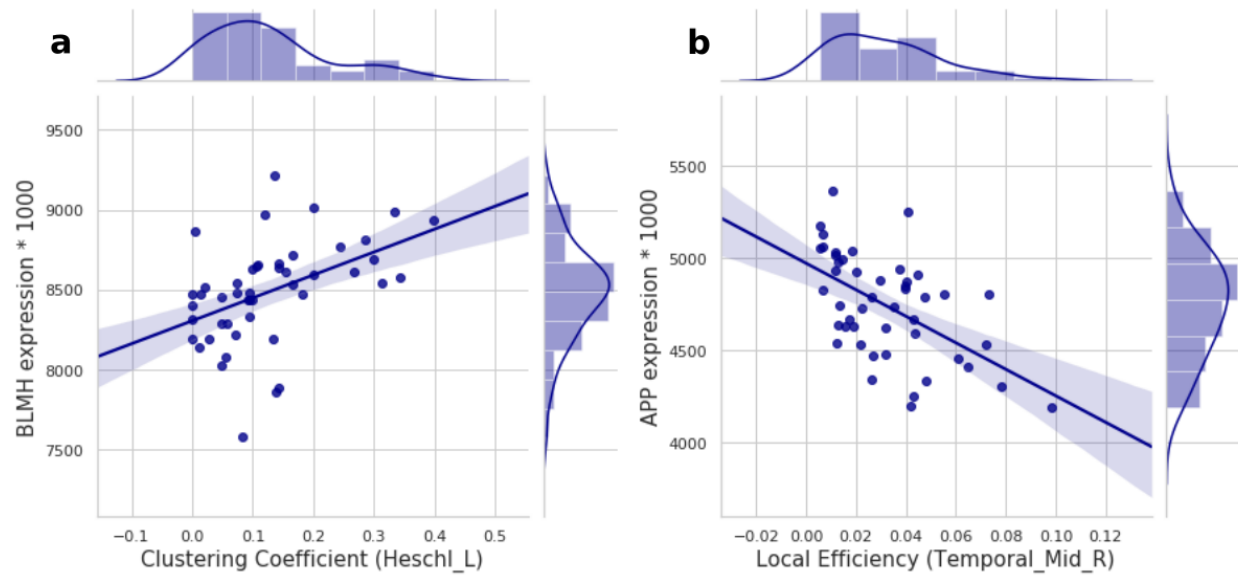 a
9500
9000
8500
8000
7500
BLMH expression * 1000
−0.1 0.0 0.1 0.2 0.3 0.4 0.5
Clustering Coefficient (Heschl_L)
b
5500
5000
4500
4000
APP expression * 1000
−0.02 0.00 0.02 0.04 0.06 0.08 0.10 0.12
Local Efficiency (Temporal_Mid_R)